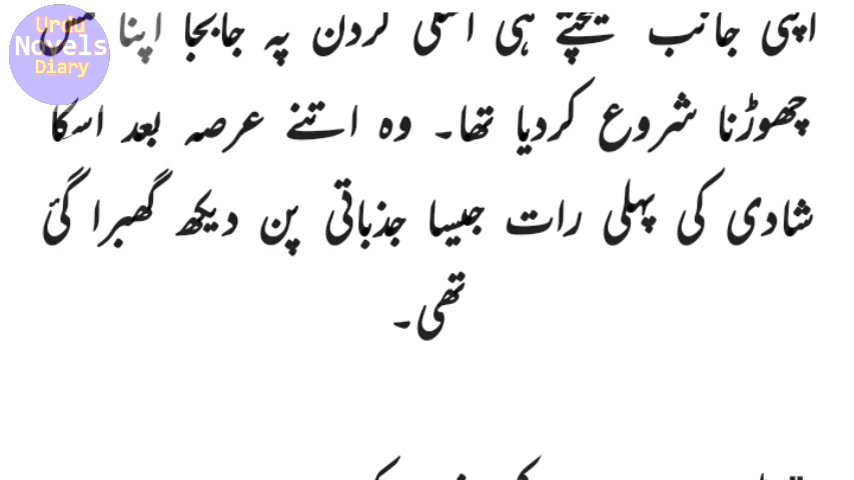 Urdu
Novels
Diary
اپنی جانب کھینچتے ہی اسکی گردن پہ جابجا اپنا
چھوڑنا شروع کردیا تھا۔ وہ اتنے عرصہ بعد اسکا
شادی کی پہلی رات جیسا جذباتی پن دیکھ گھبرا گئی
تھی۔